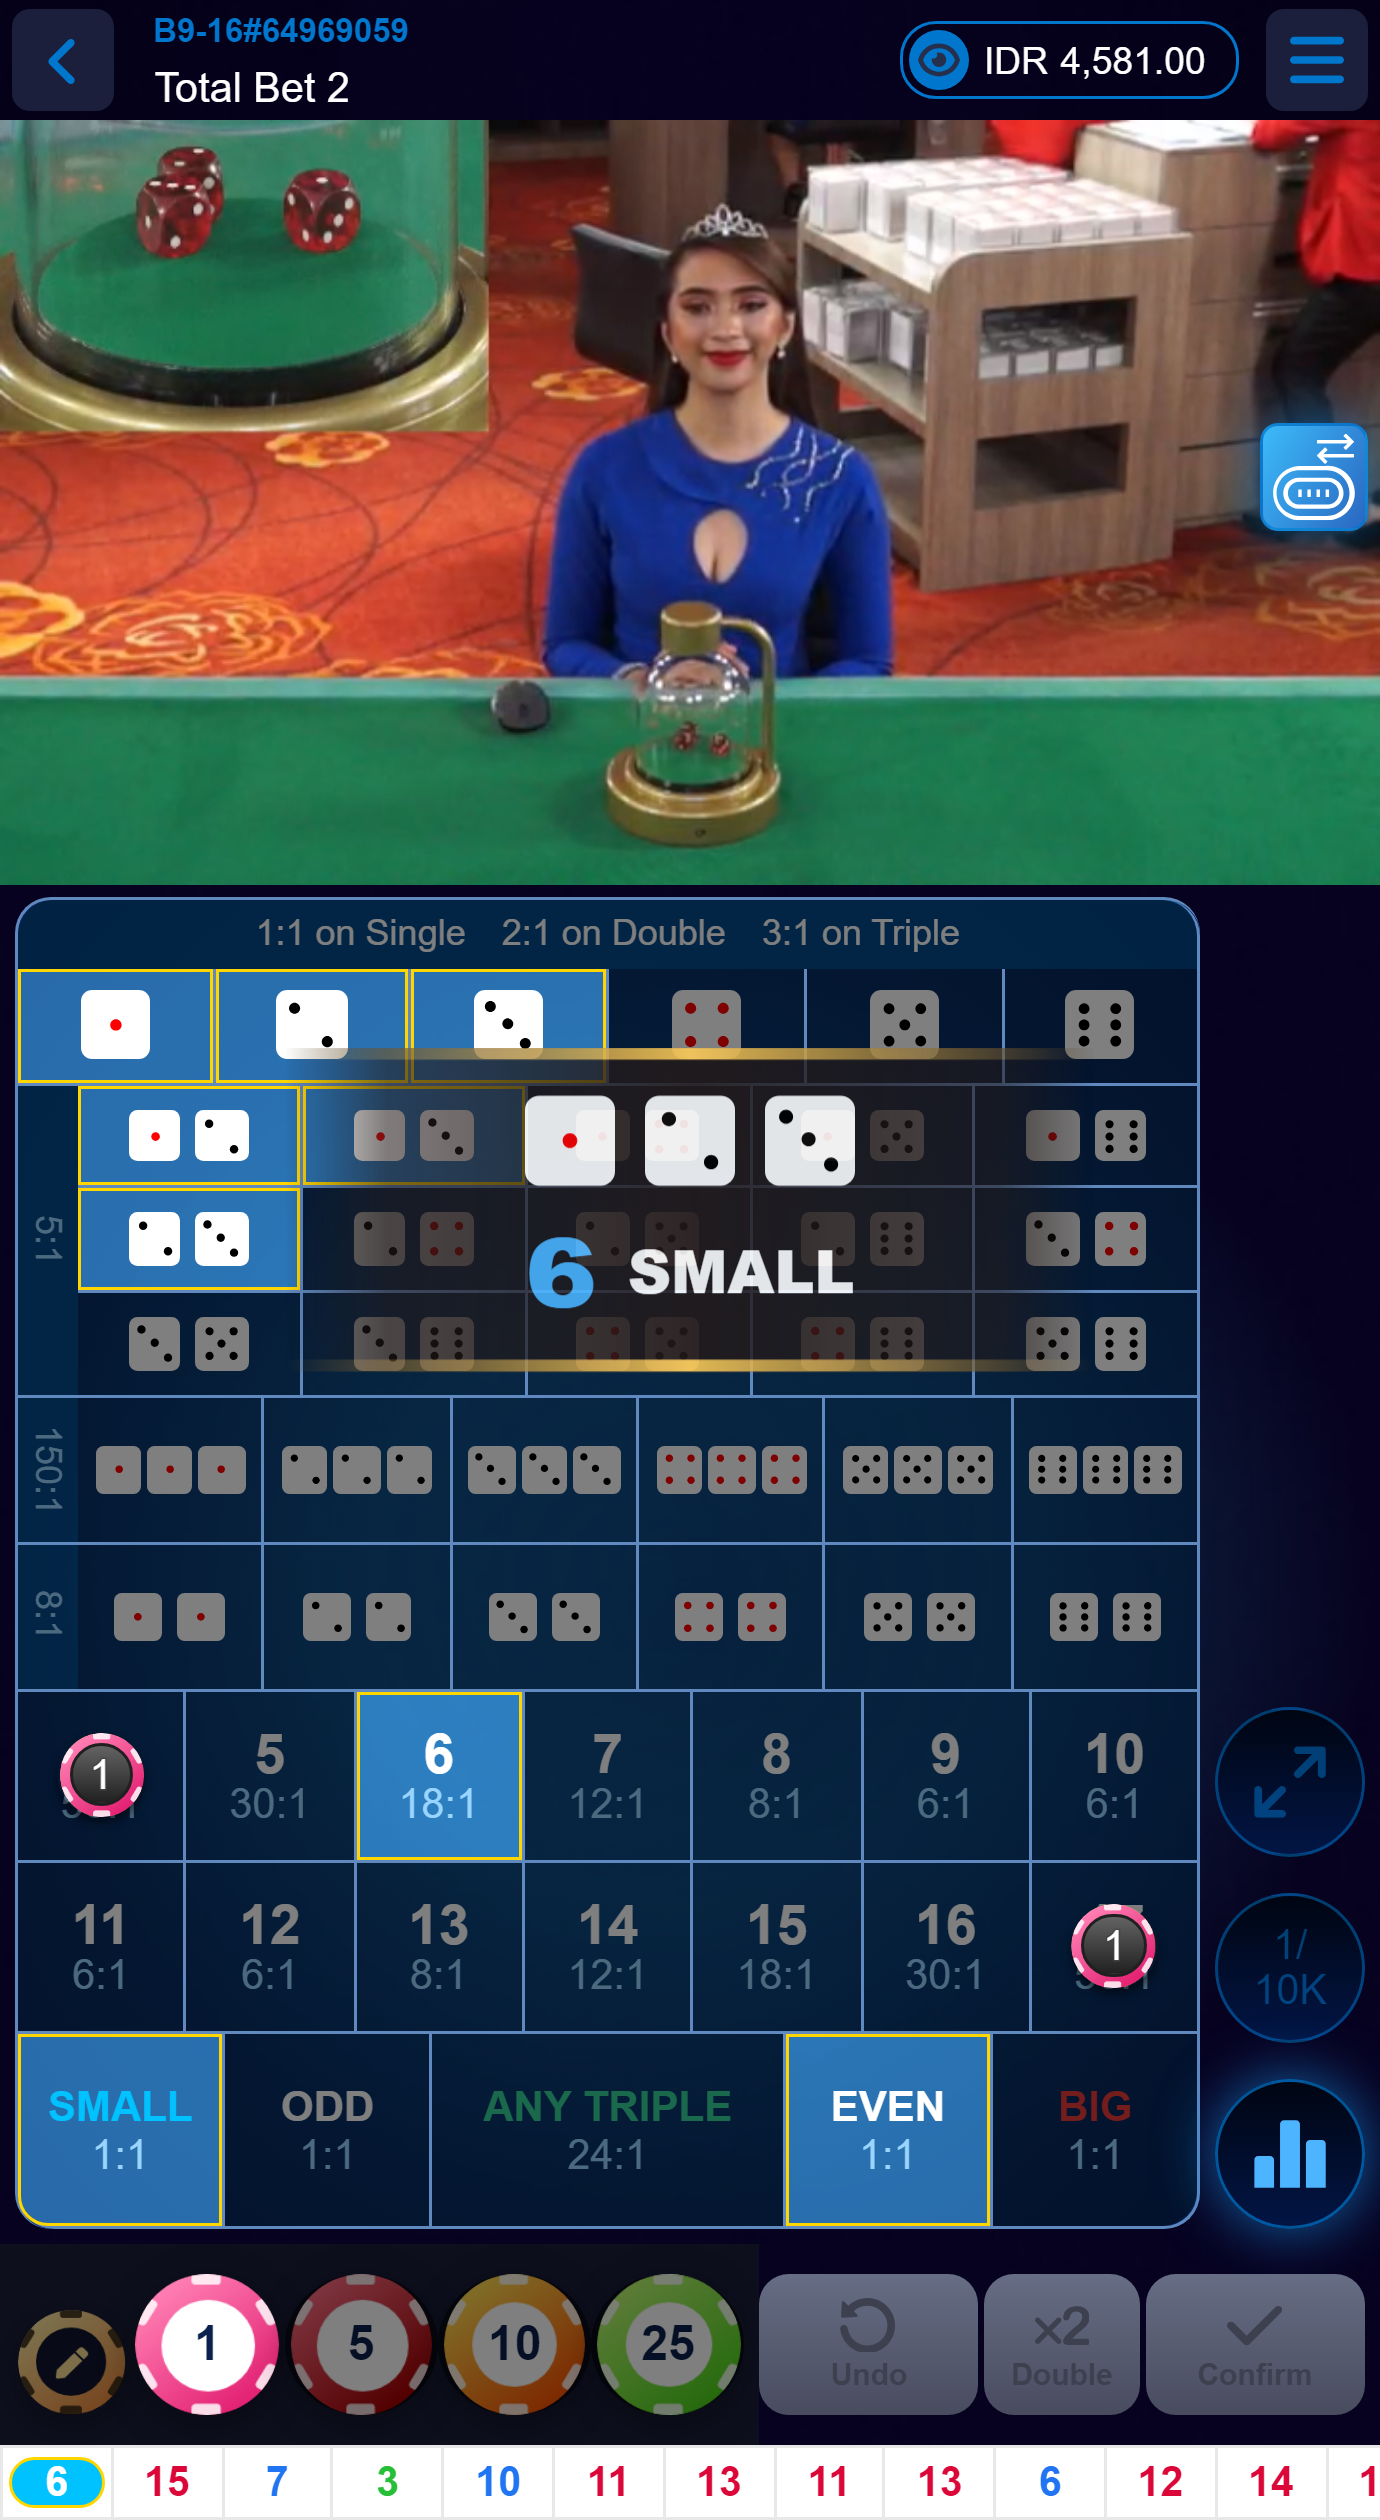 B9-16#64969059
Total Bet 2
IDR 4,581.00
1:1 on Single 2:1 on Double 3:1 on Triple
5:1
6 SMALL
150:1
8:1
1 5 6 7 8 9 10
30:1 18:1 12:1 8:1 6:1 6:1
11 12 13 14 15 16 1
6:1 6:1 8:1 12:1 18:1 30:1
1/
10K
SMALL ODD ANY TRIPLE EVEN BIG
1:1 1:1 24:1 1:1 1:1
1 5 10 25
x2
Undo Double Confirm
6 15 7 3 10 11 13 11 13 6 12 14